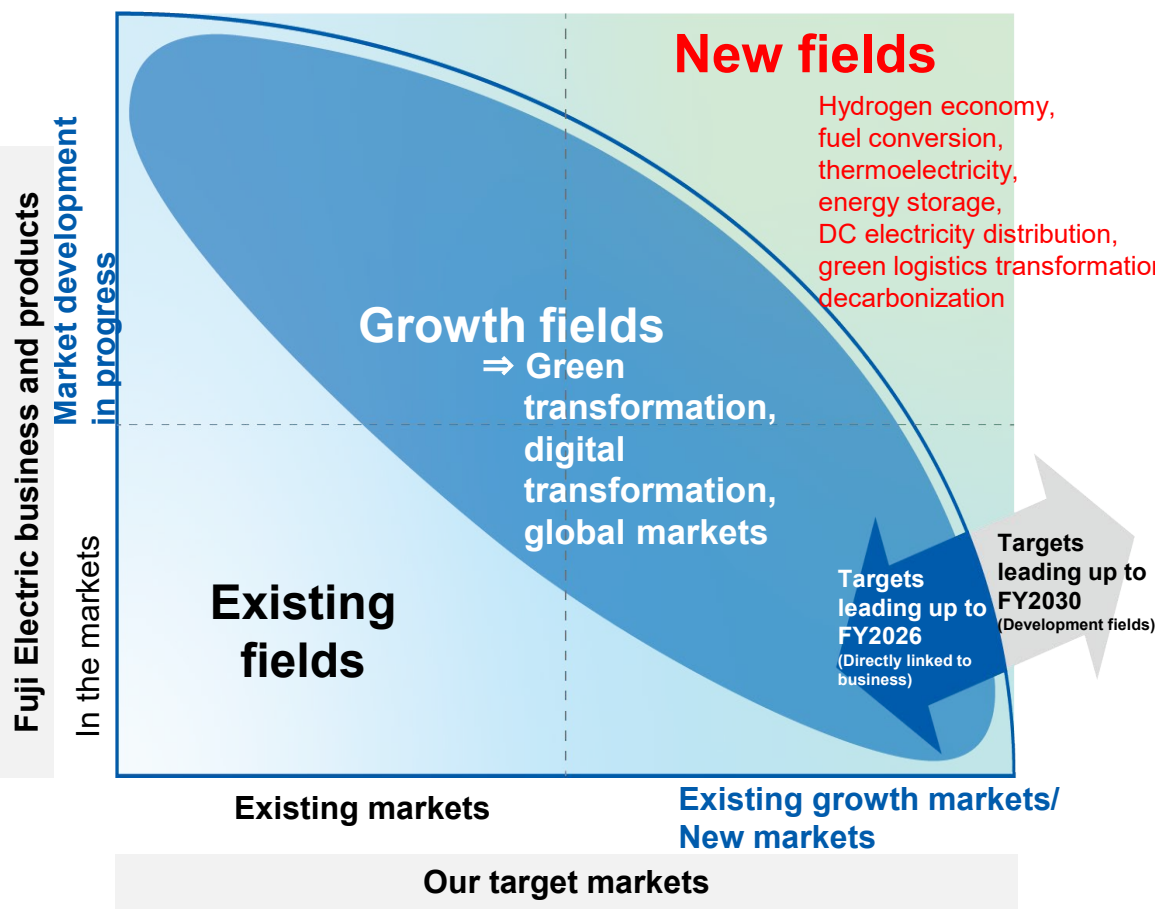 New fields
Hydrogen economy,
fuel conversion,
thermoelectricity,
energy storage,
DC electricity distribution,
green logistics transformation
decarbonization
Fuji Electric business and products
Market development
in progress
In the markets
Growth fields
⇒ Green
transformation,
digital
transformation,
global markets
Existing
fields
Targets
leading up to
FY2026
(Directly linked to
business)
Targets
leading up to
FY2030
(Development fields)
Existing markets
Existing growth markets/
New markets
Our target markets